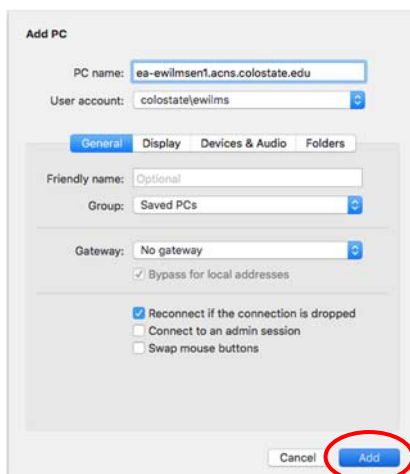 Add PC
PC name: ea-ewilmsen1.acns.colostate.edu
User account: colostate\ewilms
General Display Devices & Audio Folders
Friendly name: Optional
Group: Saved PCs
Gateway: No gateway
Bypass for local addresses
Reconnect if the connection is dropped
Connect to an admin session
Swap mouse buttons
Cancel Add